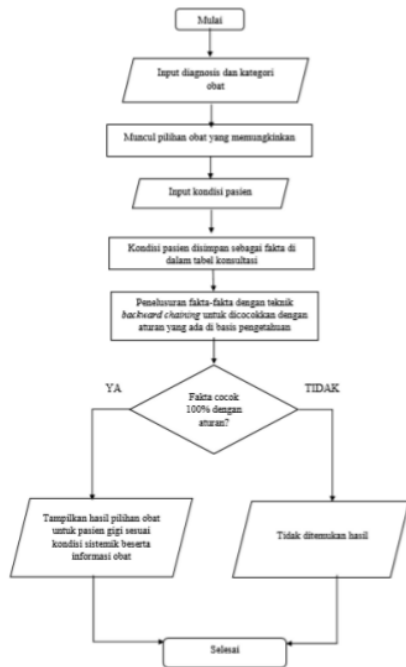 Mulai
Input diagnosis dan kategori
obat
Muncul pilihan obat yang memungkinkan
Input kondisi pasien
Kondisi pasien disimpan sebagai fakta di
dalam tabel konsultasi
Penelusuran fakta-fakta dengan teknik
backward chaining untuk dicocokkan dengan
aturan yang ada di basis pengetahuan
YA
TIDAK
Fakta cocok
100% dengan
aturan?
Tampilkan hasil pilihan obat
untuk pasien gigi sesuai
kondisi sistemik beserta
informasi obat
Tidak ditemukan hasil
Selesai